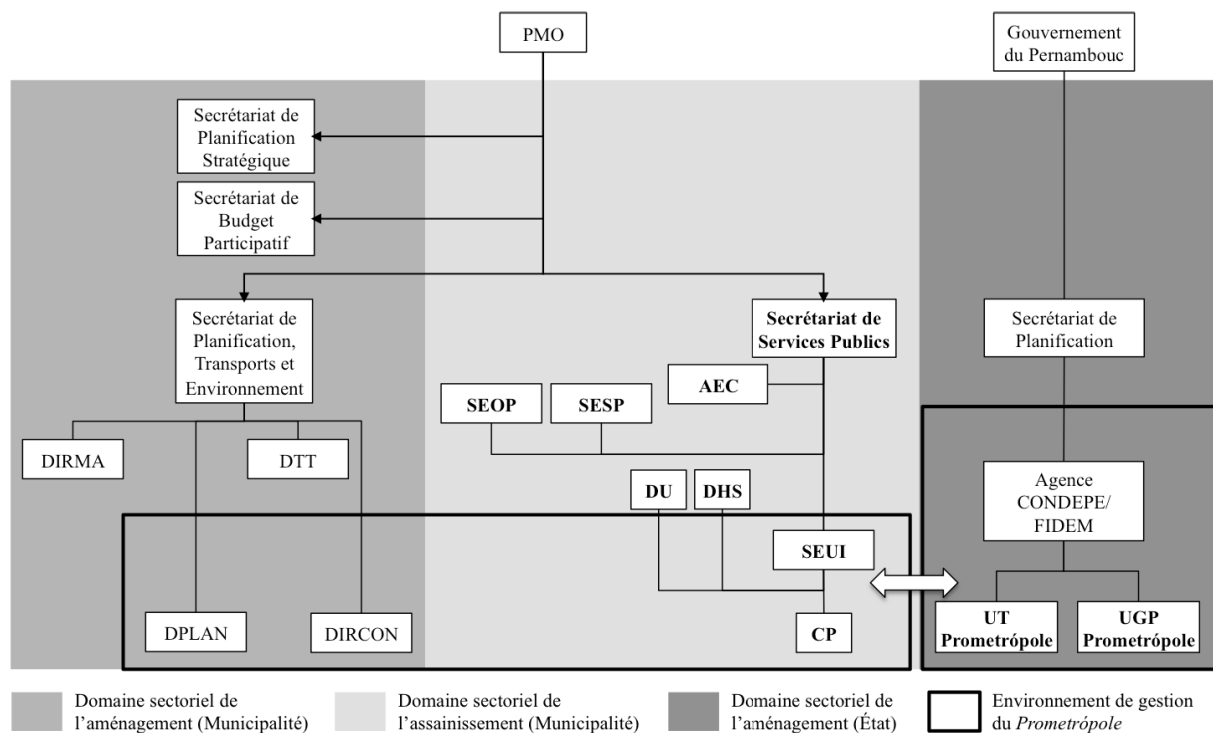 PMO
Gouvernement
du Pernambouc
Secrétariat de
Planification
Stratégique
Secrétariat de
Budget
Participatif
Secrétariat de
Planification,
Transports et
Environnement
Secrétariat de
Services Publics
Secrétariat de
Planification
AEC
SEOP
SESP
DIRMA
DTT
DU
DHS
Agence
CONDEPE/
FIDEM
SEUI
DPLAN
DIRCON
CP
UT
Prometrópole
UGP
Prometrópole
Domaine sectoriel de
l'aménagement (Municipalité)
Domaine sectoriel de
l'assainissement (Municipalité)
Domaine sectoriel de
l'aménagement (État)
Environnement de gestion
du Prometrópole